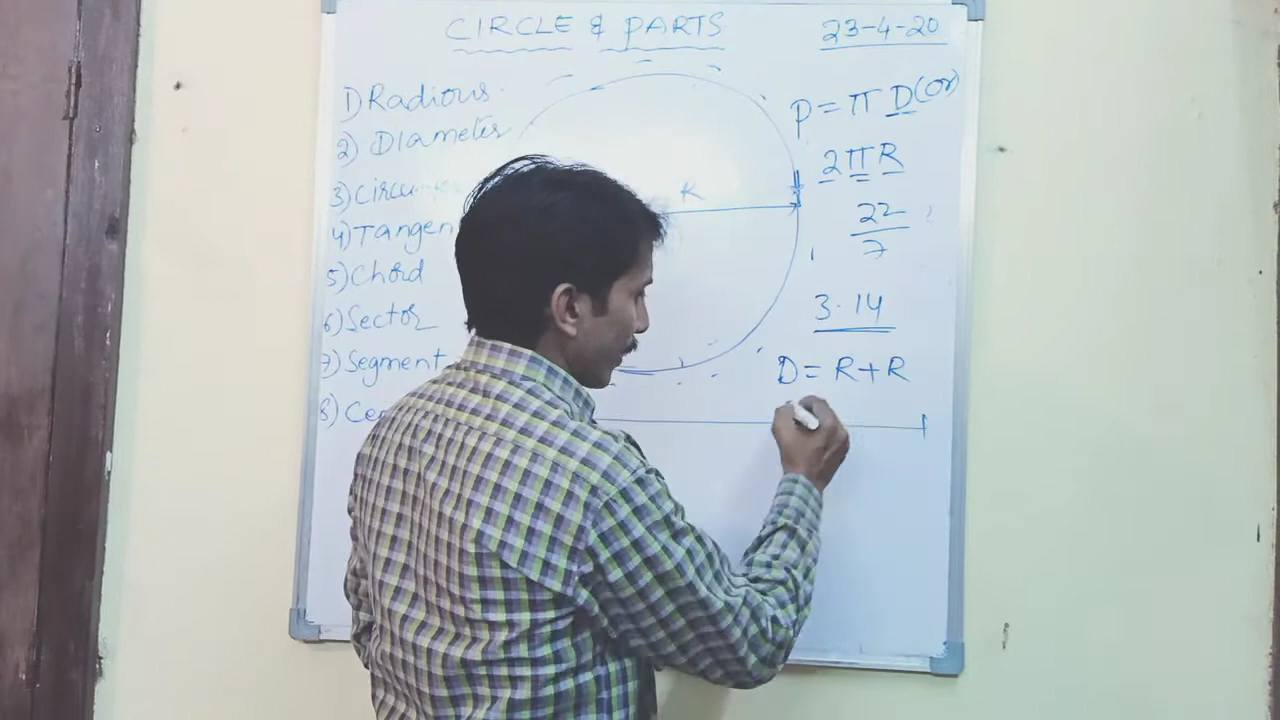 CIRCLE & PARTS
23-4-20
1) Radious
2) DIameter
3) Circum
4) Tangen
5) Chord
6) Sector
7) Segment
8) Ce
R
P = π D (or)
2πR
22
7
3.14
D = R + R